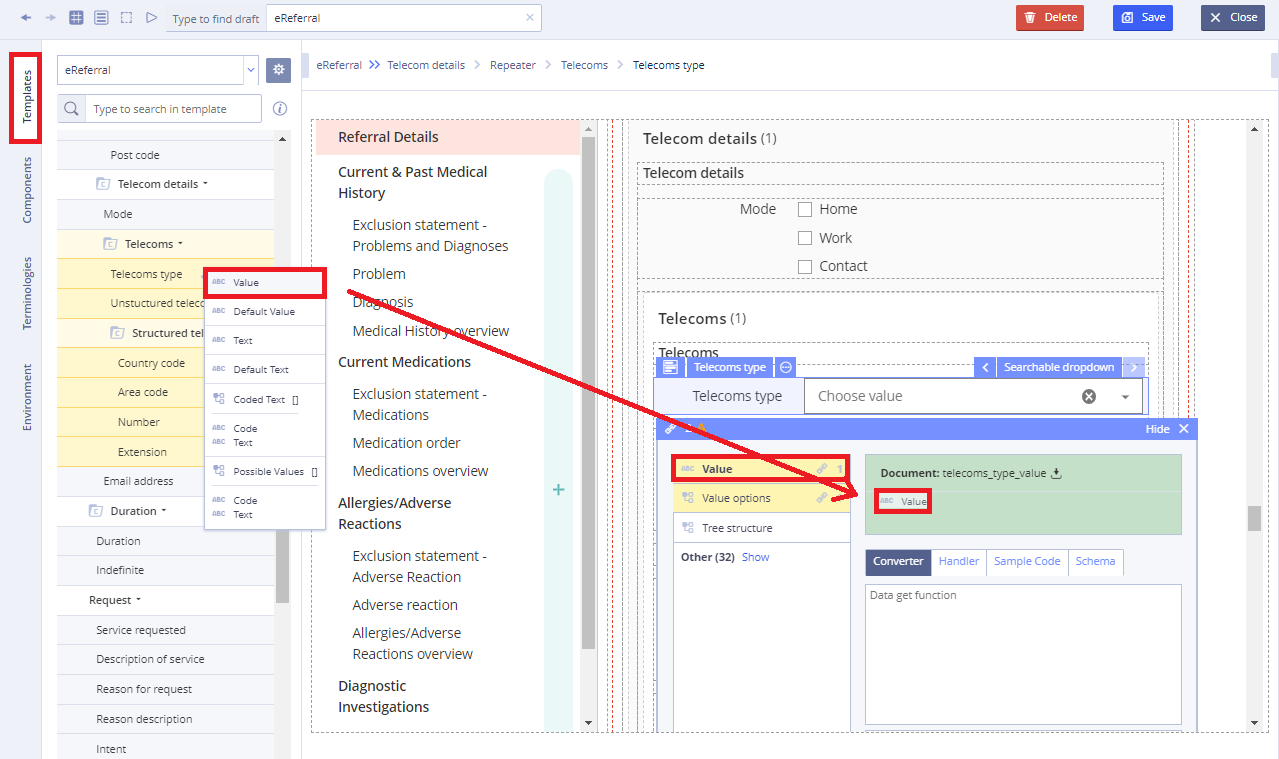 Type to find draft
eReferral
Delete
Save
Close
Templates
Components
Terminologies
Environment
eReferral
Type to search in template
Post code
Telecom details
Mode
Telecoms
Telecoms type
Unstuctured teleco
Structured tel
Country code
Area code
Number
Extension
Email address
Duration
Duration
Indefinite
Request
Service requested
Description of service
Reason for request
Reason description
Intent
ABC Value
ABC Default Value
ABC Text
ABC Default Text
Coded Text []
ABC Code
ABC Text
Possible Values []
ABC Code
ABC Text
eReferral
Telecom details
Repeater
Telecoms
Telecoms type
Referral Details
Current & Past Medical
History
Exclusion statement -
Problems and Diagnoses
Problem
Diagnosis
Medical History overview
Current Medications
Exclusion statement -
Medications
Medication order
Medications overview
Allergies/Adverse
Reactions
Exclusion statement -
Adverse Reaction
Adverse reaction
Allergies/Adverse
Reactions overview
Diagnostic
Investigations
Telecom details (1)
Telecom details
Mode
Home
Work
Contact
Telecoms (1)
Telecoms
Telecoms type
Searchable dropdown
Telecoms type
Choose value
Hide
ABC Value 1
Value options
Tree structure
Other (32) Show
Document: telecoms_type_value
ABC Value
Converter
Handler
Sample Code
Schema
Data get function